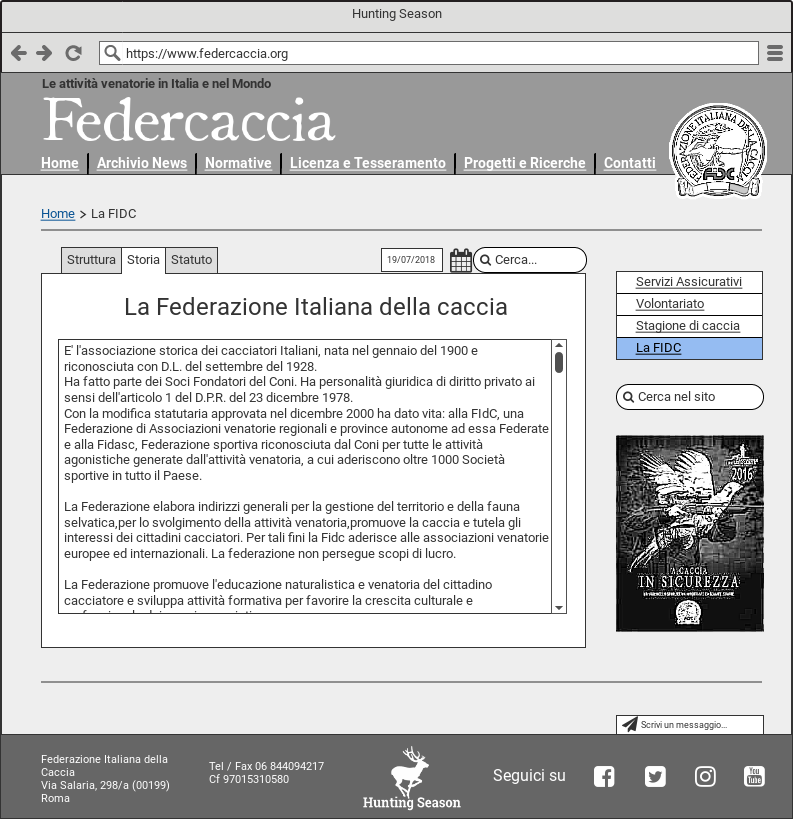 Hunting Season
https://www.federcaccia.org
Le attività venatorie in Italia e nel Mondo
Federcaccia
Home Archivio News Normative Licenza e Tesseramento Progetti e Ricerche Contatti
FEDERAZIONE ITALIANA DELLA CACCIA
FIDC
Home > La FIDC
Struttura Storia Statuto
19/07/2018
Cerca...
La Federazione Italiana della caccia
E' l'associazione storica dei cacciatori Italiani, nata nel gennaio del 1900 e
riconosciuta con D.L. del settembre del 1928.
Ha fatto parte dei Soci Fondatori del Coni. Ha personalità giuridica di diritto privato ai
sensi dell'articolo 1 del D.P.R. del 23 dicembre 1978.
Con la modifica statutaria approvata nel dicembre 2000 ha dato vita: alla FIdC, una
Federazione di Associazioni venatorie regionali e province autonome ad essa Federate
e alla Fidasc, Federazione sportiva riconosciuta dal Coni per tutte le attività
agonistiche generate dall'attività venatoria, a cui aderiscono oltre 1000 Società
sportive in tutto il Paese.
La Federazione elabora indirizzi generali per la gestione del territorio e della fauna
selvatica,per lo svolgimento della attività venatoria,promuove la caccia e tutela gli
interessi dei cittadini cacciatori. Per tali fini la Fidc aderisce alle associazioni venatorie
europee ed internazionali. La federazione non persegue scopi di lucro.
La Federazione promuove l'educazione naturalistica e venatoria del cittadino
cacciatore e sviluppa attività formativa per favorire la crescita culturale e
Servizi Assicurativi
Volontariato
Stagione di caccia
La FIDC
Cerca nel sito
2016
A CACCIA
IN SICUREZZA
Scrivi un messaggio...
Federazione Italiana della
Caccia
Via Salaria, 298/a (00199)
Roma
Tel / Fax 06 844094217
Cf 97015310580
Hunting Season
Seguici su
You
Tube